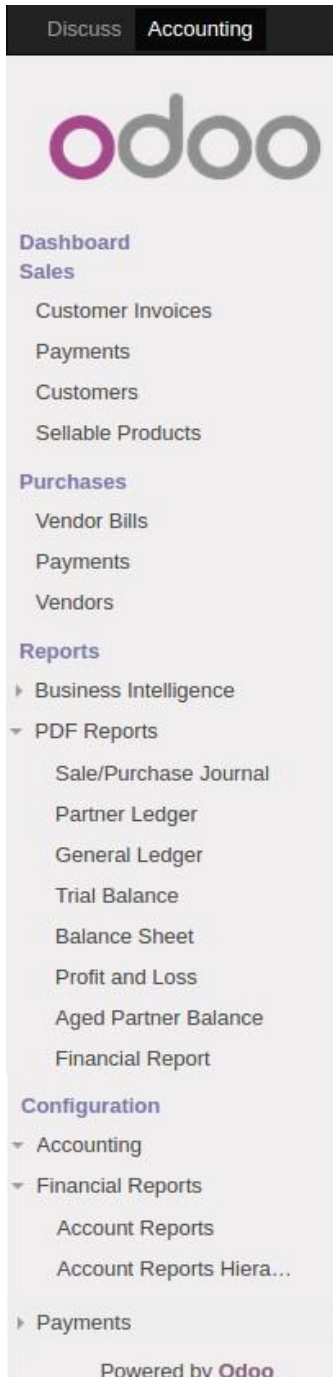 Discuss Accounting
odoo
Dashboard
Sales
Customer Invoices
Payments
Customers
Sellable Products
Purchases
Vendor Bills
Payments
Vendors
Reports
Business Intelligence
PDF Reports
Sale/Purchase Journal
Partner Ledger
General Ledger
Trial Balance
Balance Sheet
Profit and Loss
Aged Partner Balance
Financial Report
Configuration
Accounting
Financial Reports
Account Reports
Account Reports Hiera...
Payments
Powered by Odoo